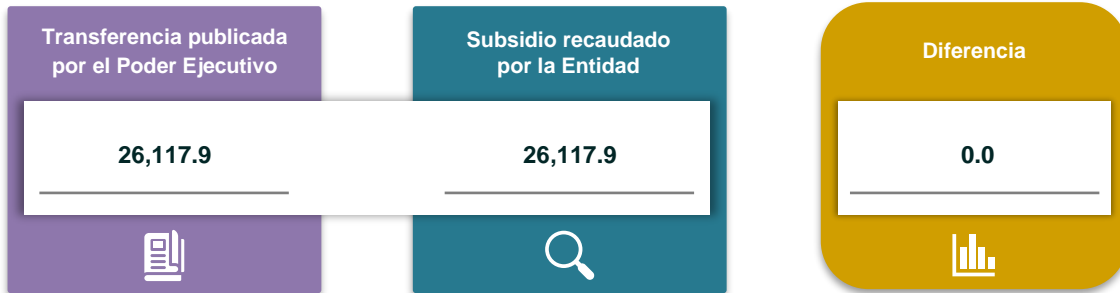 Transferencia publicada
por el Poder Ejecutivo
26,117.9
Subsidio recaudado
por la Entidad
26,117.9
Diferencia
0.0